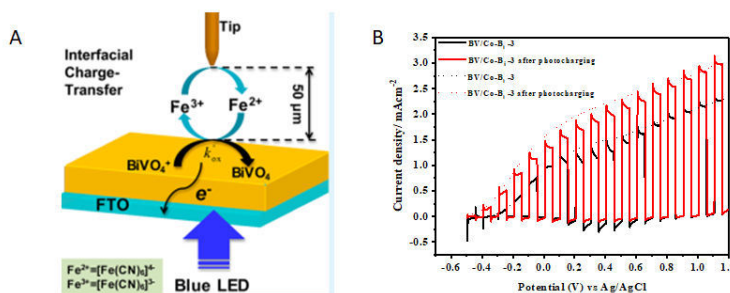 A
Tip
Interfacial
Charge-
Transfer
50 µm
Fe³⁺
Fe²⁺
BiVO₄⁺
k'ox
BiVO₄
FTO
e⁻
Fe²⁺=[Fe(CN)₆]⁴⁻
Fe³⁺=[Fe(CN)₆]³⁻
Blue LED
B
BV/Co-Bᵢ -3
BV/Co-Bᵢ -3 after photocharging
BV/Co-Bᵢ -3
BV/Co-Bᵢ -3 after photocharging
Current density/ mAcm⁻²
3.5
3.0
2.5
2.0
1.5
1.0
0.5
0.0
-0.5
-0.6 -0.4 -0.2 0.0 0.2 0.4 0.6 0.8 1.0 1.
Potential (V) vs Ag/AgCl